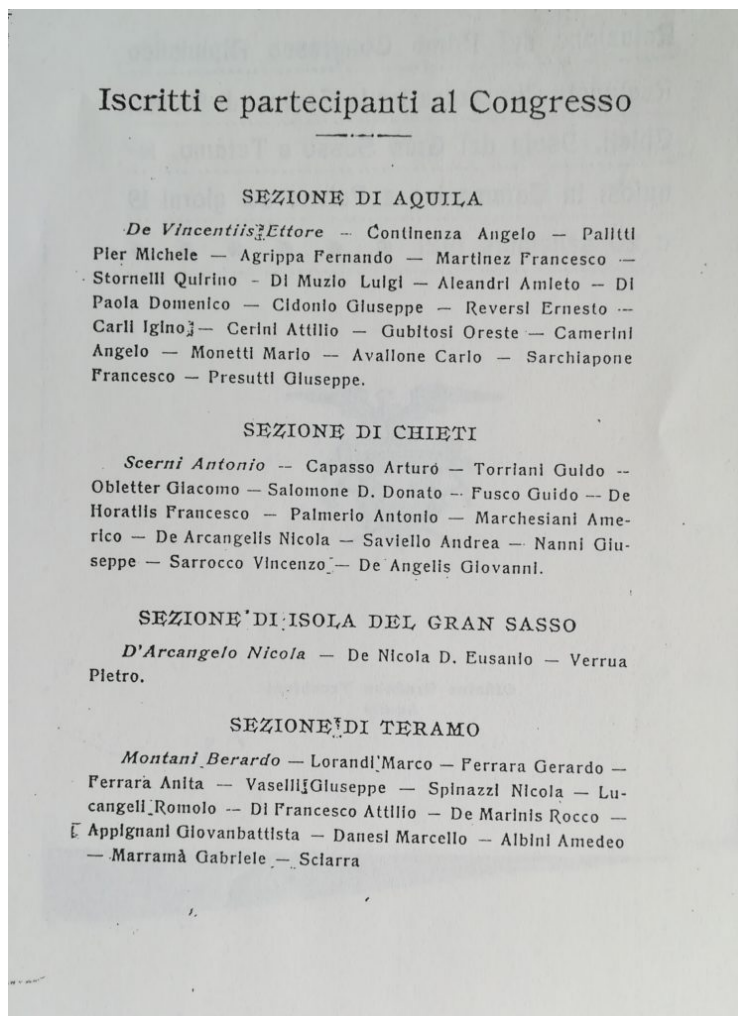 Iscritti e partecipanti al Congresso
SEZIONE DI AQUILA
De Vincentiis Ettore — Continenza Angelo — Palitti
Pier Michele — Agrippa Fernando — Martinez Francesco —
Stornelli Quirino - Di Muzio Luigi — Aleandri Amleto — Di
Paola Domenico — Cidonio Giuseppe — Reversi Ernesto —
Carli Igino — Cerini Attilio — Gubitosi Oreste — Camerini
Angelo — Monetti Mario — Avallone Carlo — Sarchiapone
Francesco — Presutti Giuseppe.
SEZIONE DI CHIETI
Scerni Antonio — Capasso Arturo — Torriani Guido —
Obletter Giacomo — Salomone D. Donato — Fusco Guido — De
Horatiis Francesco — Palmerio Antonio — Marchesiani Ame-
rico — De Arcangelis Nicola — Saviello Andrea — Nanni Giu-
seppe — Sarrocco Vincenzo — De Angelis Giovanni.
SEZIONE DI ISOLA DEL GRAN SASSO
D'Arcangelo Nicola — De Nicola D. Eusanio — Verrua
Pietro.
SEZIONE DI TERAMO
Montani Berardo — Lorandi Marco — Ferrara Gerardo —
Ferrara Anita — Vaselli Giuseppe — Spinazzi Nicola — Lu-
cangeli Romolo — Di Francesco Attilio — De Marinis Rocco —
Appignani Giovanbattista — Danesi Marcello — Albini Amedeo
— Marramà Gabriele — Sciarra